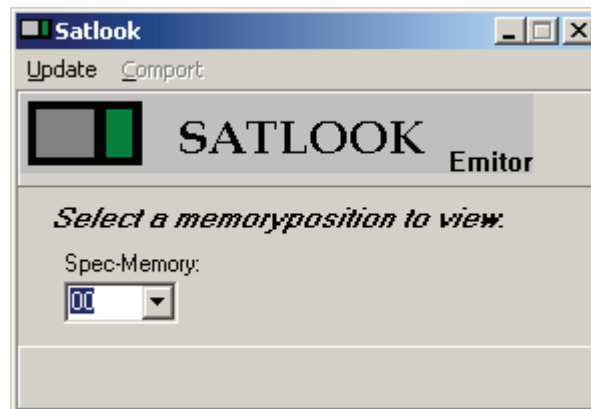 Satlook
Update Comport
SATLOOK Emitor
Select a memoryposition to view:
Spec-Memory:
00